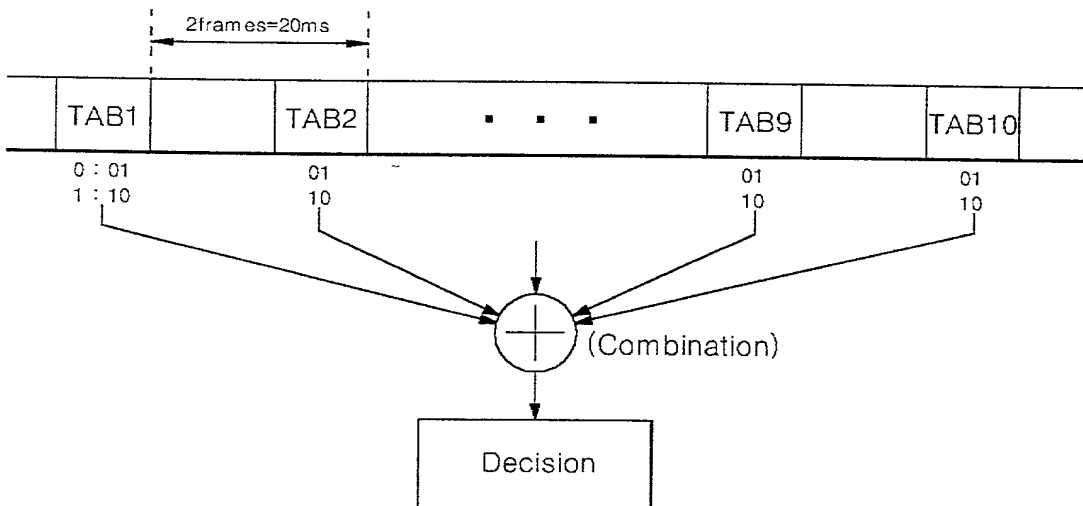 2frames=20ms
TAB1 TAB2 TAB9 TAB10
0 : 01 01 01 01
1 : 10 10 10 10
(Combination)
Decision